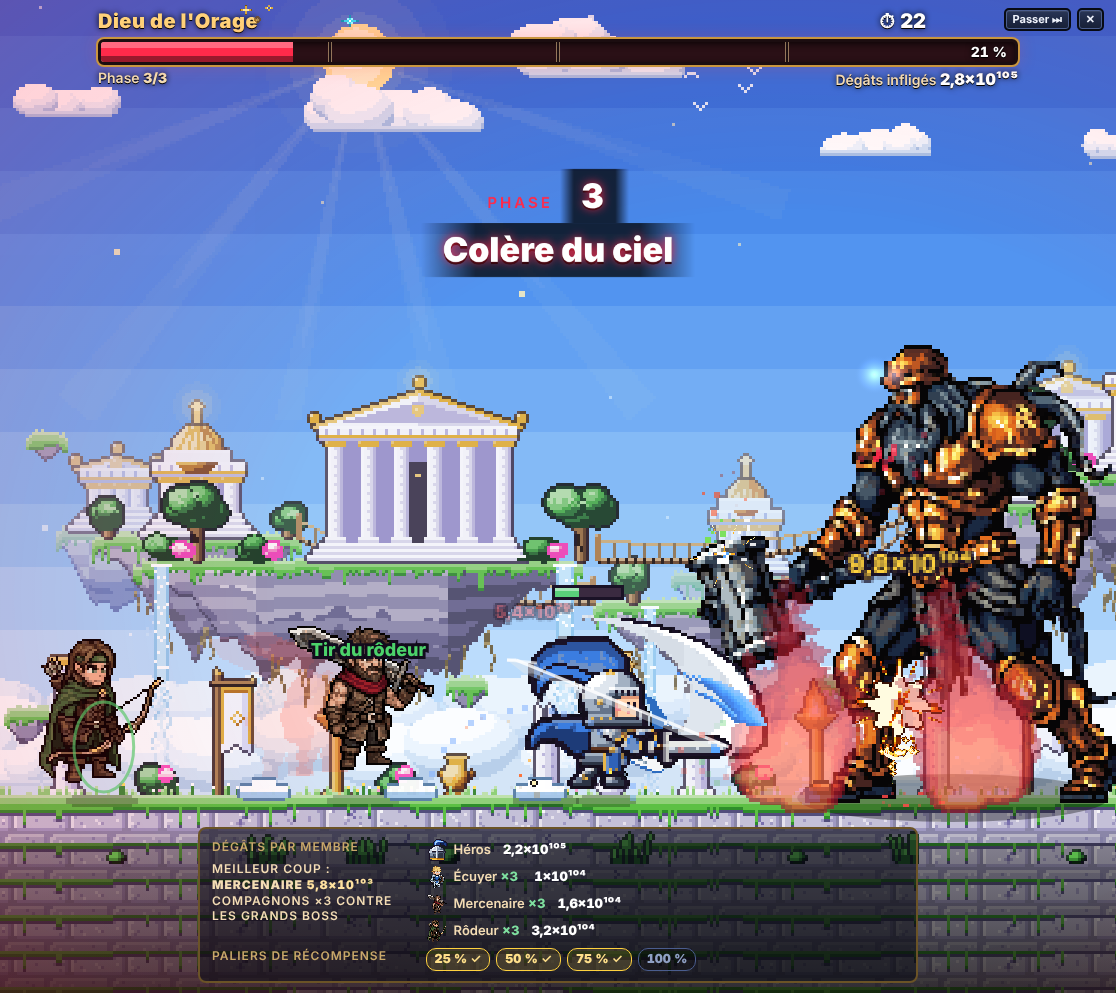 Dieu de l'Orage
⏱ 22
Passer ⏭
✕
21 %
Phase 3/3
Dégâts infligés 2,8×10¹⁰⁵
PHASE 3
Colère du ciel
9,8×10¹⁰⁴
Tir du rôdeur
DÉGÂTS PAR MEMBRE
MEILLEUR COUP :
MERCENAIRE 5,8×10¹⁰³
COMPAGNONS ×3 CONTRE
LES GRANDS BOSS
Héros 2,2×10¹⁰⁵
Écuyer ×3 1×10¹⁰⁴
Mercenaire ×3 1,6×10¹⁰⁴
Rôdeur ×3 3,2×10¹⁰⁴
PALIERS DE RÉCOMPENSE
25 % ✓ 50 % ✓ 75 % ✓ 100 %